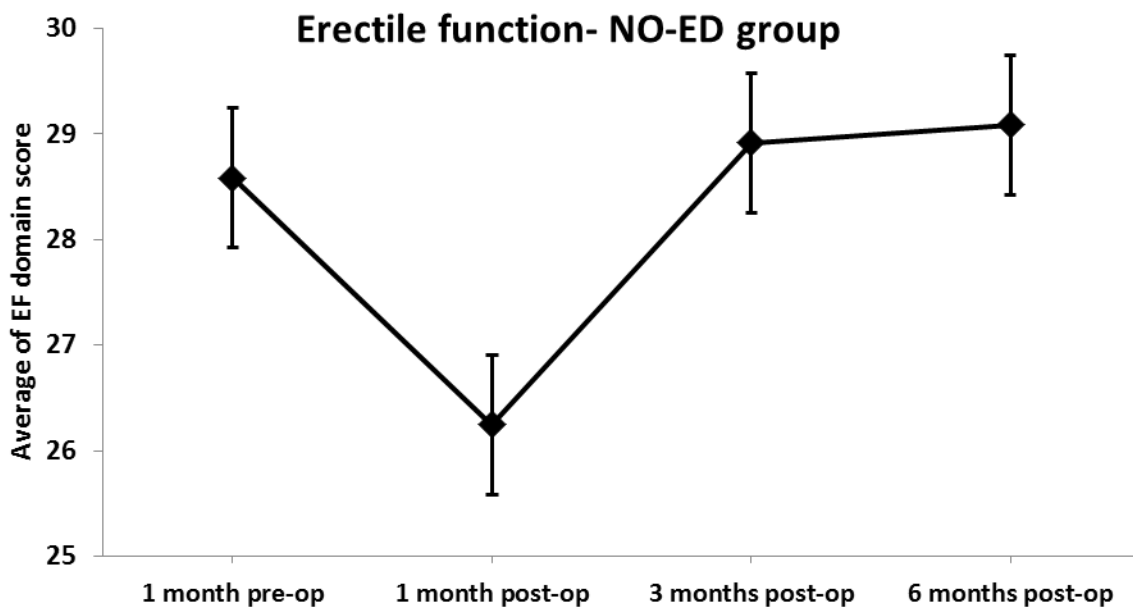 Erectile function- NO-ED group
Average of EF domain score
30
29
28
27
26
25
1 month pre-op
1 month post-op
3 months post-op
6 months post-op